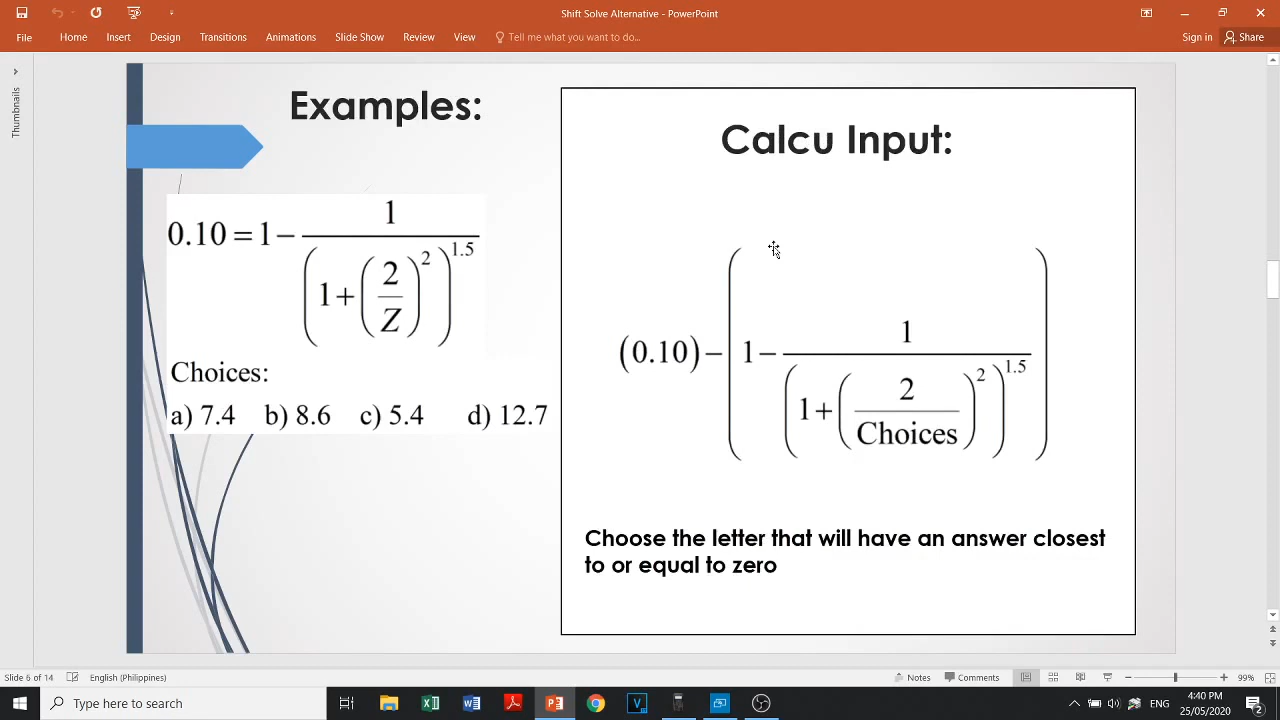 Shift Solve Alternative - PowerPoint
File Home Insert Design Transitions Animations Slide Show Review View Tell me what you want to do... Sign in Share
Thumbnails
Examples:
0.10 = 1 − 1 / (1 + (2/Z)^2)^1.5
Choices:
a) 7.4 b) 8.6 c) 5.4 d) 12.7
Calcu Input:
(0.10) − (1 − 1 / (1 + (2/Choices)^2)^1.5)
Choose the letter that will have an answer closest
to or equal to zero
Slide 6 of 14 English (Philippines) Notes Comments 99%
Type here to search
ENG
4:40 PM
25/05/2020
2